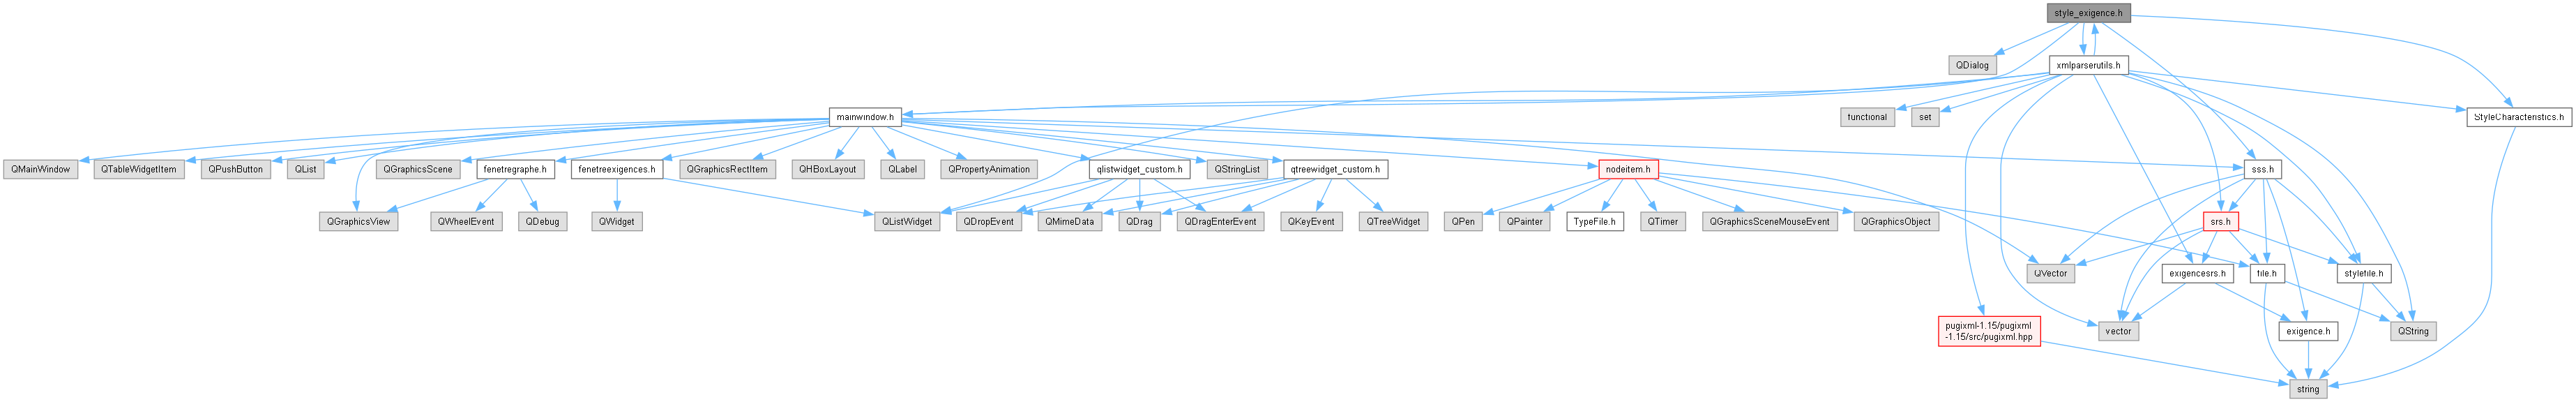 style_exigence.h
QDialog
xmlparserutils.h
mainwindow.h
functional
set
StyleCharacteristics.h
QMainWindow
QTableWidgetItem
QPushButton
QList
QGraphicsScene
fenetregraphe.h
fenetreexigences.h
QGraphicsRectItem
QHBoxLayout
QLabel
QPropertyAnimation
qlistwidget_custom.h
QStringList
qtreewidget_custom.h
nodeitem.h
sss.h
QGraphicsView
QWheelEvent
QDebug
QWidget
QListWidget
QDropEvent
QMimeData
QDrag
QDragEnterEvent
QKeyEvent
QTreeWidget
QPen
QPainter
TypeFile.h
QTimer
QGraphicsSceneMouseEvent
QGraphicsObject
srs.h
QVector
exigencesrs.h
file.h
stylefile.h
pugixml-1.15/pugixml
-1.15/src/pugixml.hpp
vector
exigence.h
QString
string